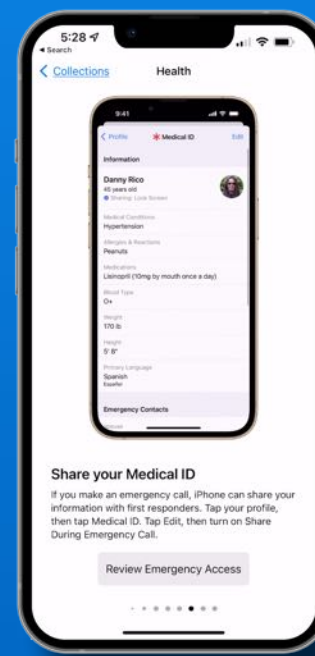 5:28
Search
Collections
Health
9:41
Profile
Medical ID
Edit
Information
Danny Rico
45 years old
Sharing: Lock Screen
Medical Conditions
Hypertension
Allergies & Reactions
Peanuts
Medications
Lisinopril (10mg by mouth once a day)
Blood Type
O+
Weight
170 lb
Height
5' 8"
Primary Language
Spanish
Español
Emergency Contacts
Share your Medical ID
If you make an emergency call, iPhone can share your
information with first responders. Tap your profile,
then tap Medical ID. Tap Edit, then turn on Share
During Emergency Call.
Review Emergency Access